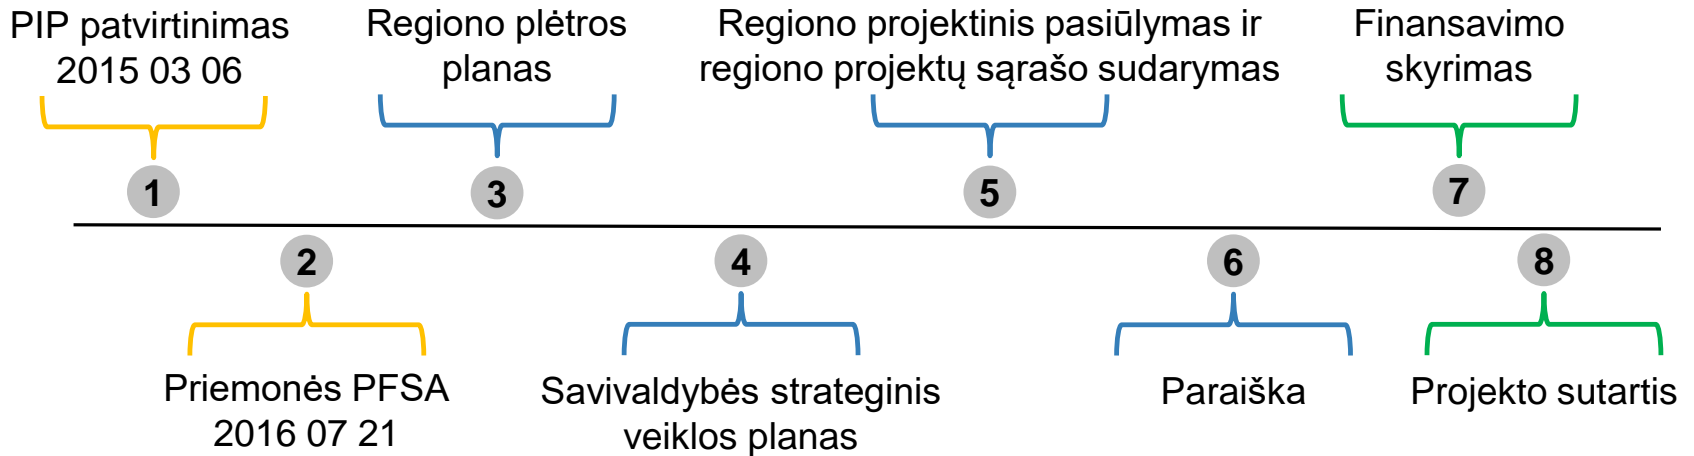 PIP patvirtinimas
2015 03 06
Regiono plėtros
planas
Regiono projektinis pasiūlymas ir
regiono projektų sąrašo sudarymas
Finansavimo
skyrimas
1
3
5
7
2
4
6
8
Priemonės PFSA
2016 07 21
Savivaldybės strateginis
veiklos planas
Paraiška
Projekto sutartis